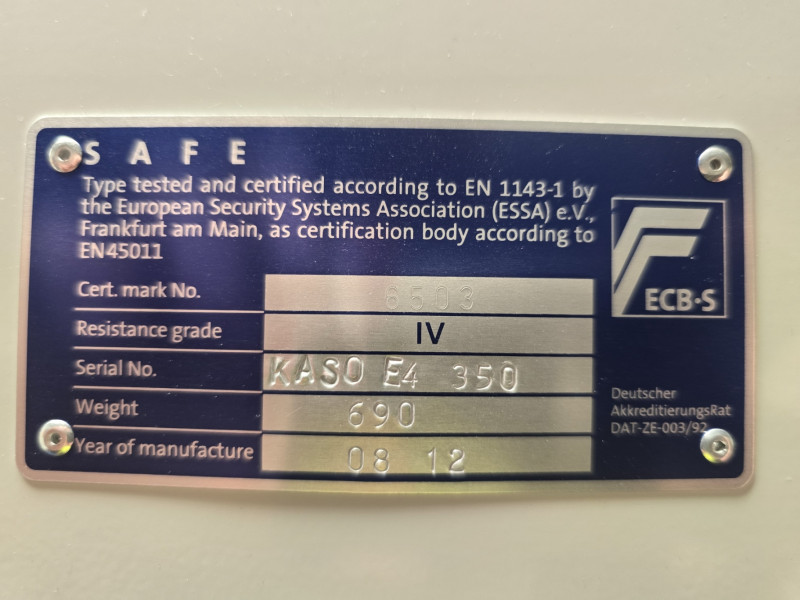 SAFE
Type tested and certified according to EN 1143-1 by
the European Security Systems Association (ESSA) e.V.,
Frankfurt am Main, as certification body according to
EN45011
ECB·S
Cert. mark No. 6503
Resistance grade IV
Serial No. KASO E4 350
Weight 690
Year of manufacture 08 12
Deutscher
AkkreditierungsRat
DAT-ZE-003/92